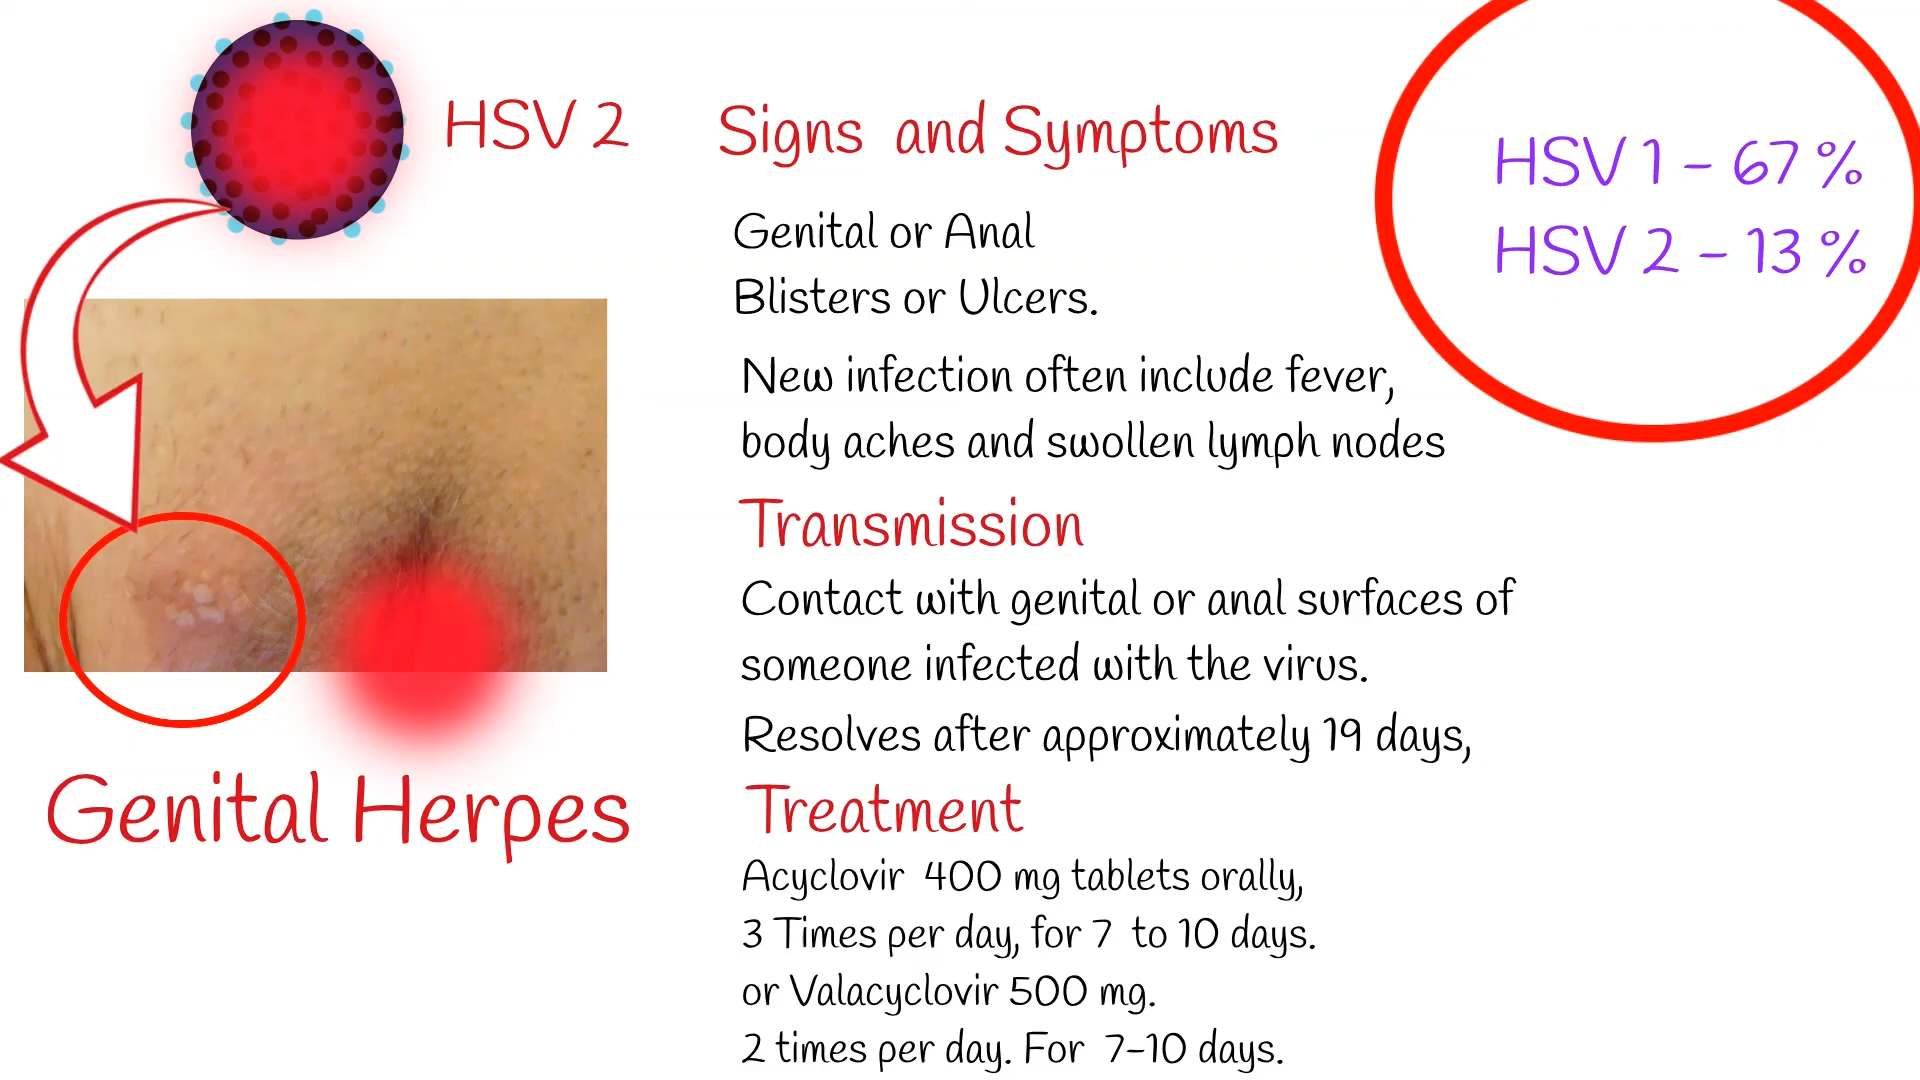 HSV 2
Genital Herpes
Signs and Symptoms
Genital or Anal
Blisters or Ulcers.
New infection often include fever,
body aches and swollen lymph nodes
Transmission
Contact with genital or anal surfaces of
someone infected with the virus.
Resolves after approximately 19 days,
Treatment
Acyclovir 400 mg tablets orally,
3 Times per day, for 7 to 10 days.
or Valacyclovir 500 mg.
2 times per day. For 7-10 days.
HSV 1 - 67 %
HSV 2 - 13 %